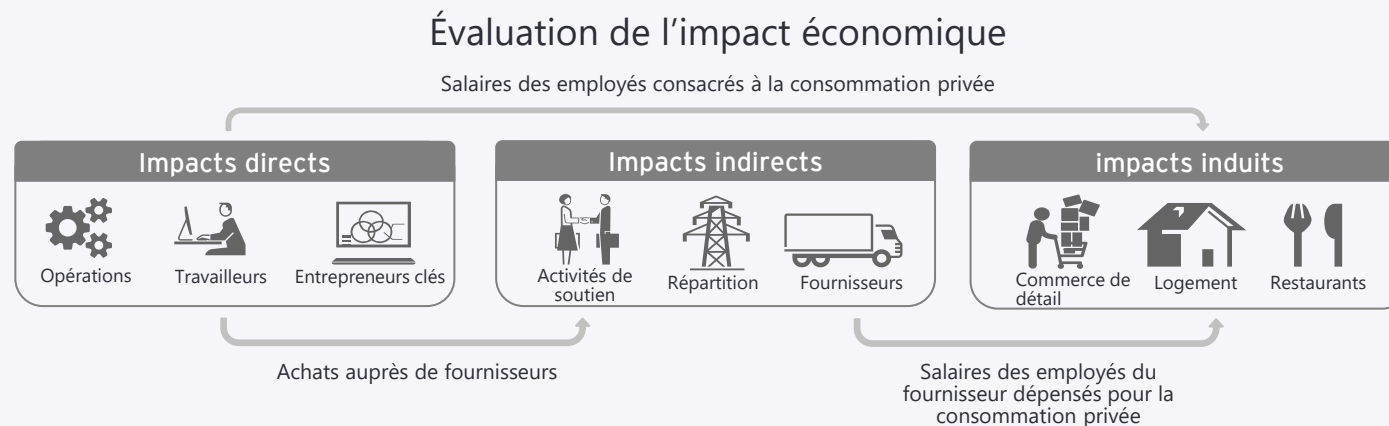 Évaluation de l'impact économique
Salaires des employés consacrés à la consommation privée
Impacts directs
Opérations
Travailleurs
Entrepreneurs clés
Impacts indirects
Activités de
soutien
Répartition
Fournisseurs
impacts induits
Commerce de
détail
Logement
Restaurants
Achats auprès de fournisseurs
Salaires des employés du
fournisseur dépensés pour la
consommation privée